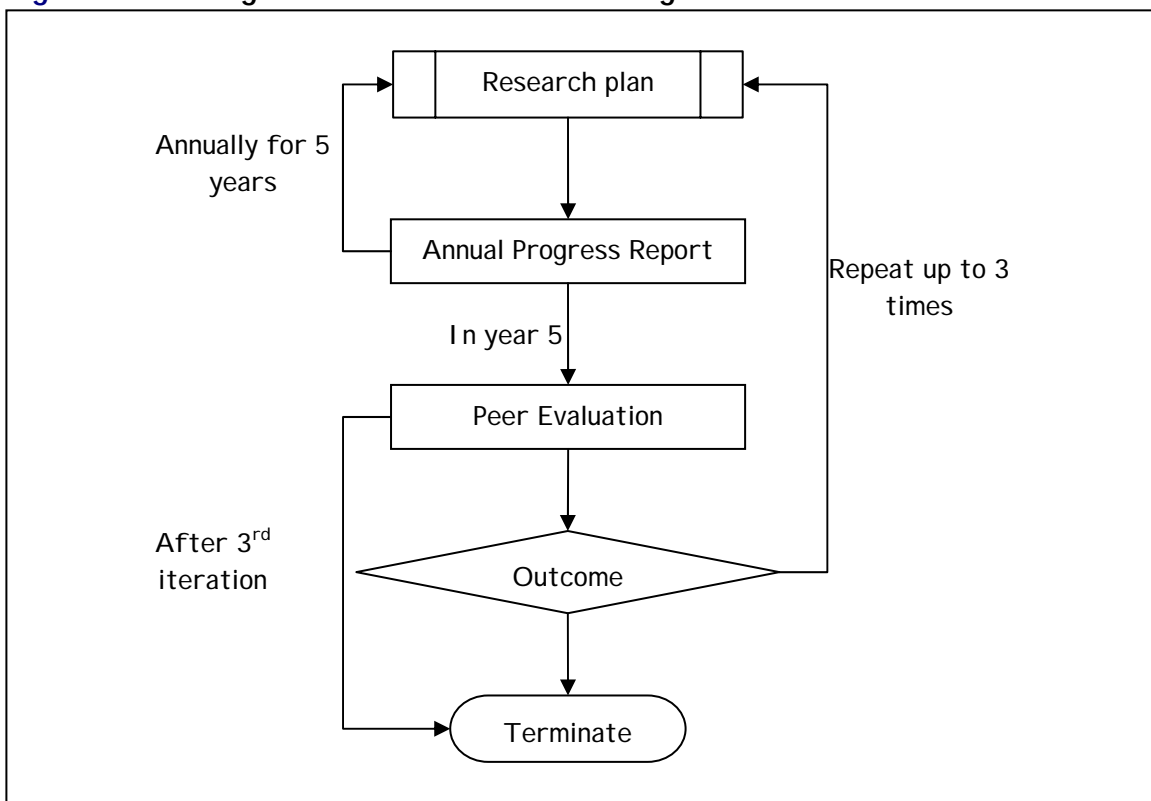 Research plan
Annually for 5
years
Annual Progress Report
Repeat up to 3
times
In year 5
Peer Evaluation
After 3rd
iteration
Outcome
Terminate